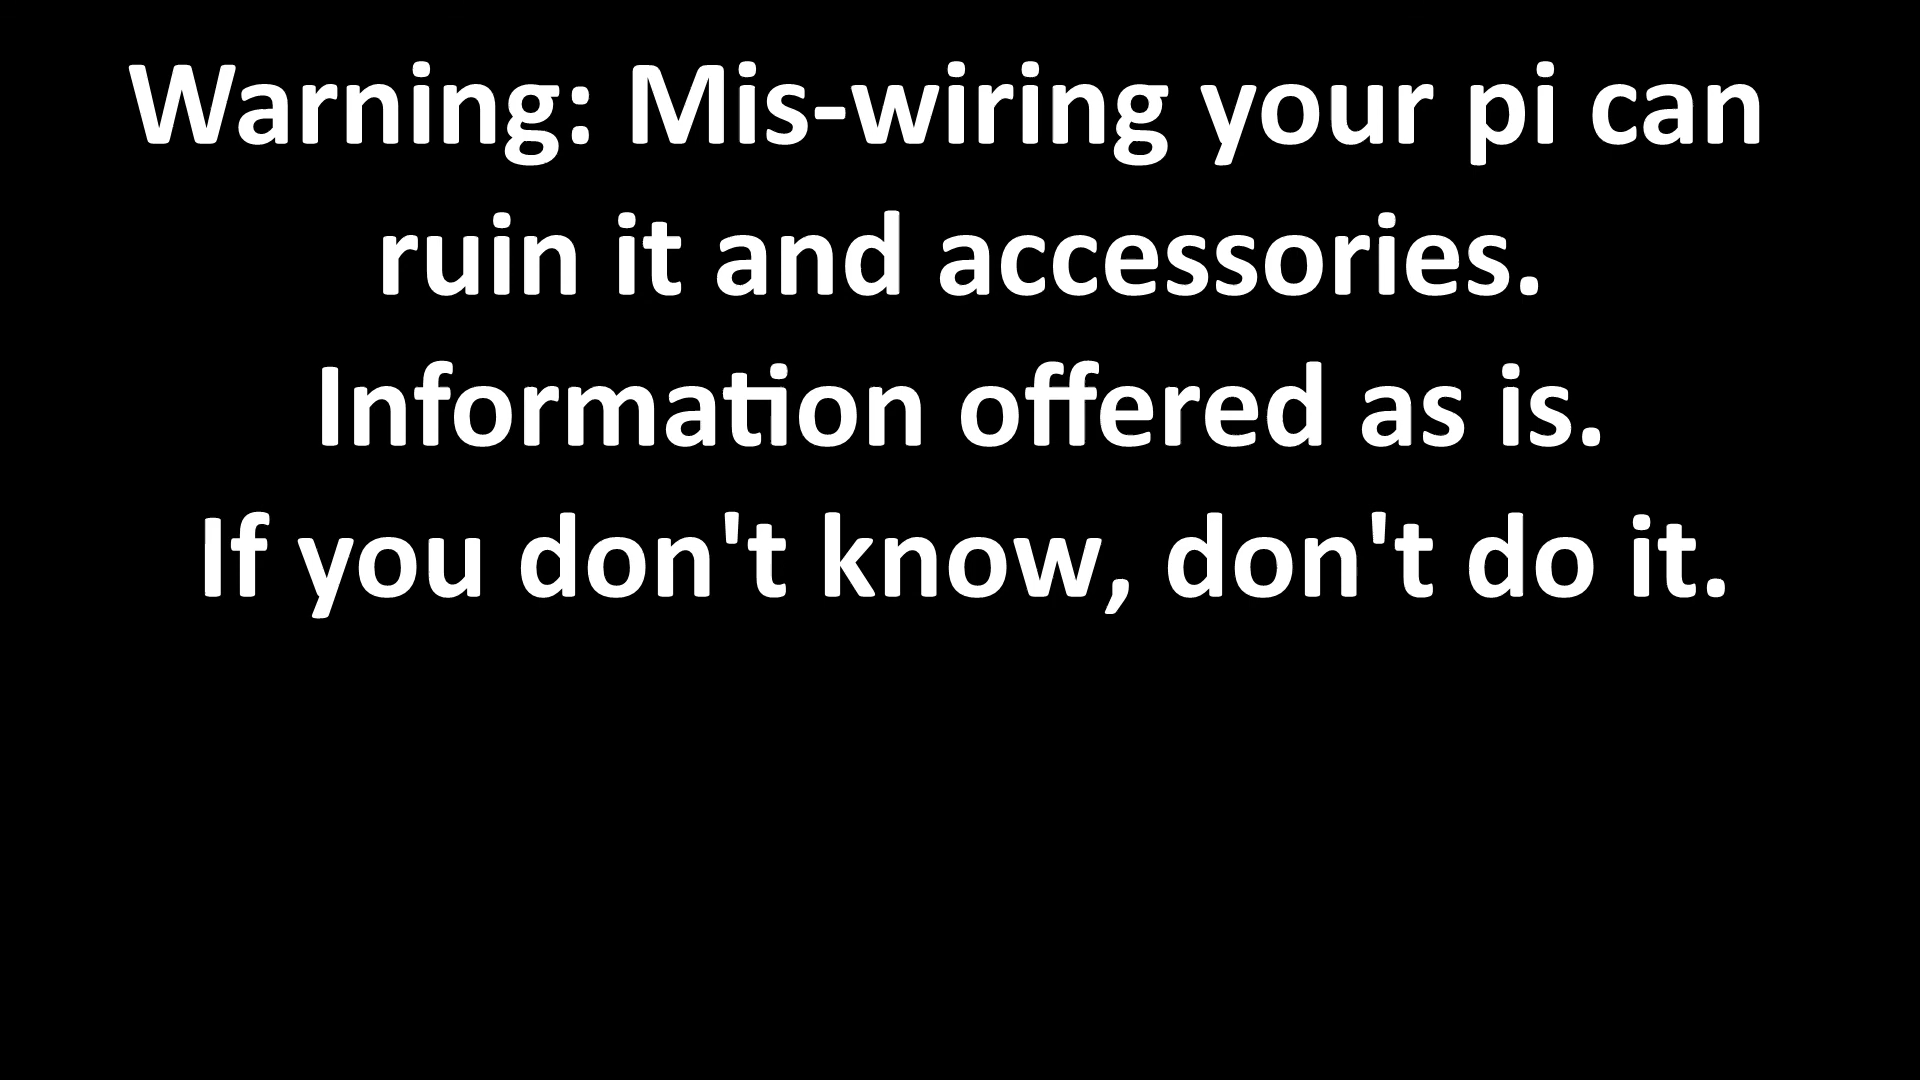 Warning: Mis-wiring your pi can
ruin it and accessories.
Information offered as is.
If you don't know, don't do it.